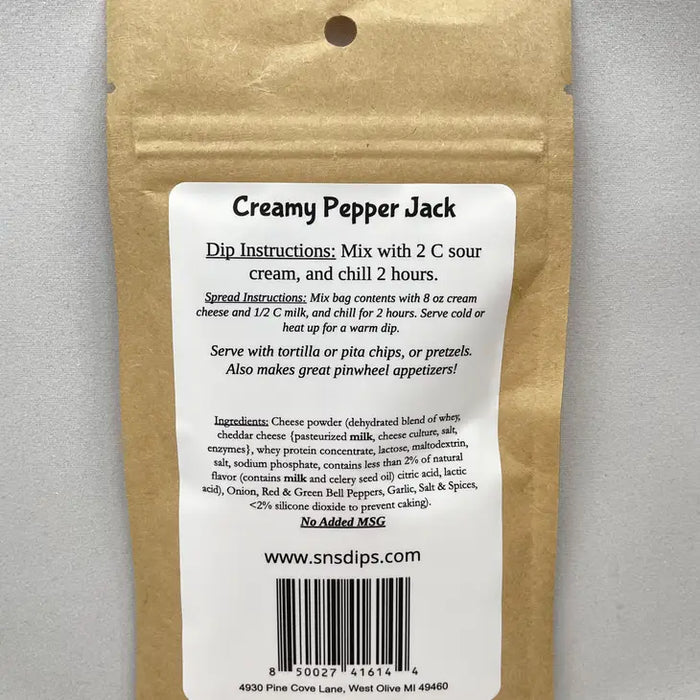 Creamy Pepper Jack
Dip Instructions: Mix with 2 C sour
cream, and chill 2 hours.
Spread Instructions: Mix bag contents with 8 oz cream
cheese and 1/2 C milk, and chill for 2 hours. Serve cold or
heat up for a warm dip.
Serve with tortilla or pita chips, or pretzels.
Also makes great pinwheel appetizers!
Ingredients: Cheese powder (dehydrated blend of whey,
cheddar cheese {pasteurized milk, cheese culture, salt,
enzymes}, whey protein concentrate, lactose, maltodextrin,
salt, sodium phosphate, contains less than 2% of natural
flavor (contains milk and celery seed oil) citric acid, lactic
acid), Onion, Red & Green Bell Peppers, Garlic, Salt & Spices,
<2% silicone dioxide to prevent caking).
No Added MSG
www.snsdips.com
8 50027 41614 4
4930 Pine Cove Lane, West Olive MI 49460